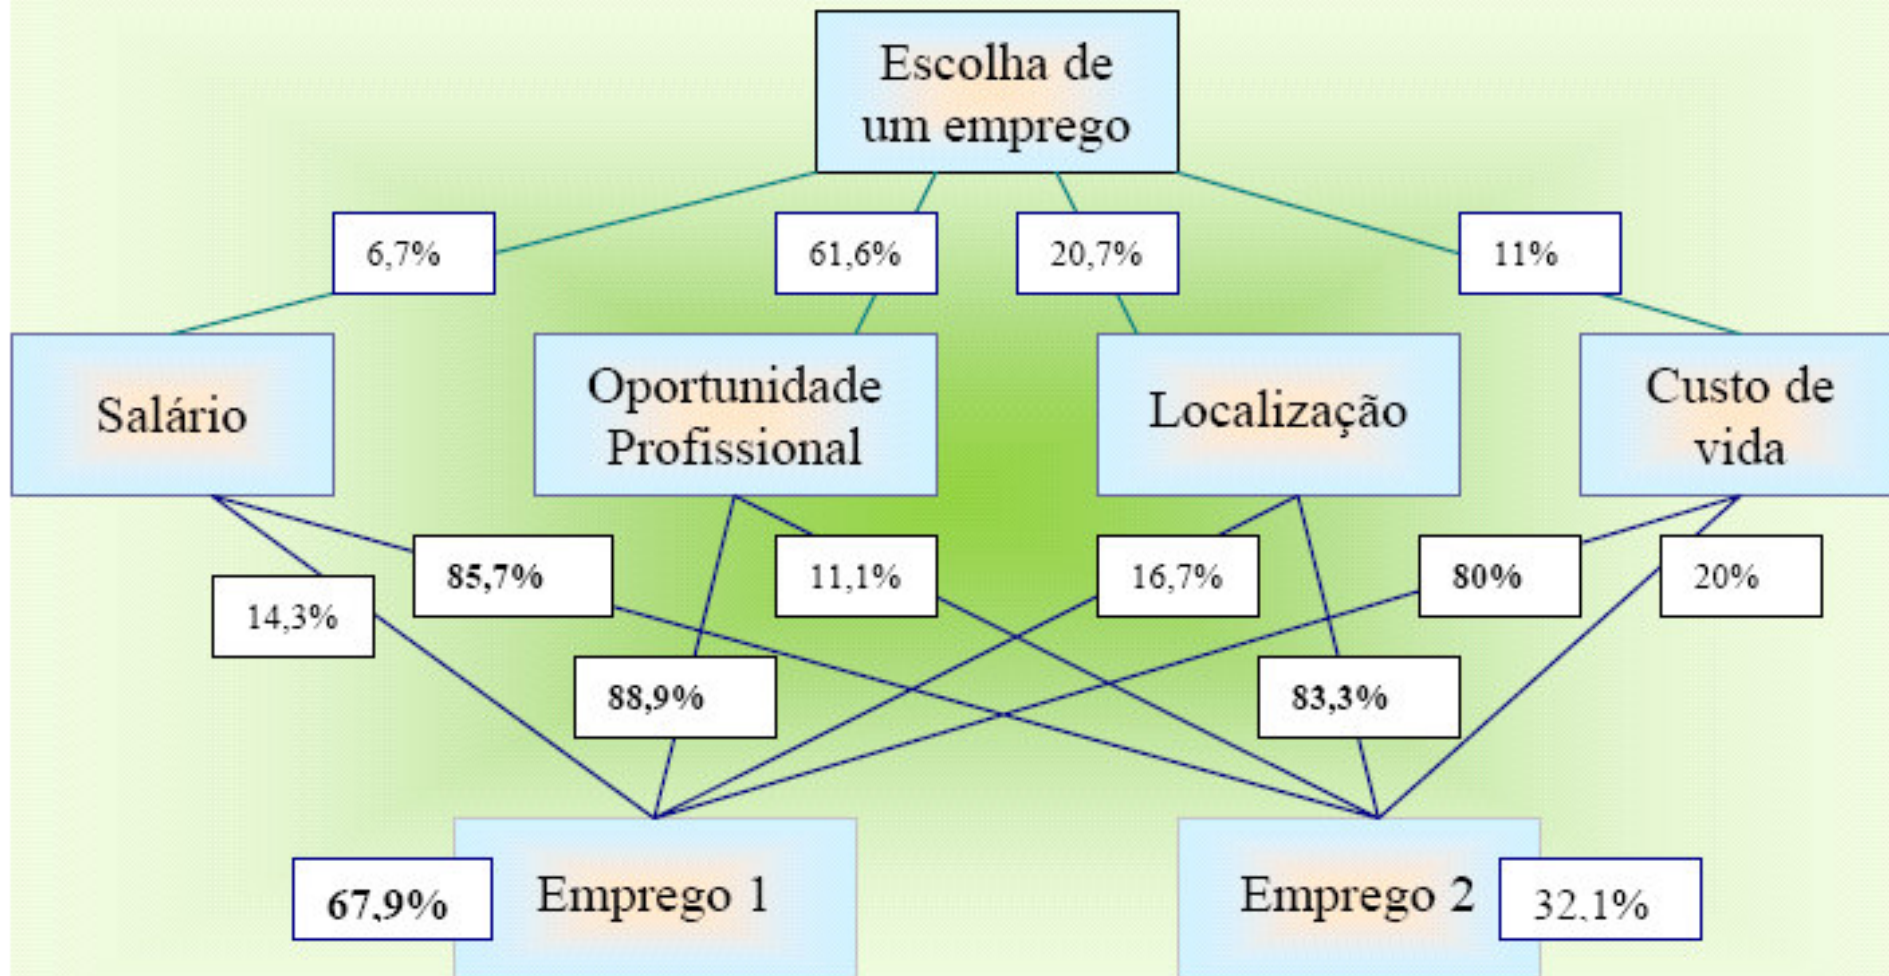 Escolha de
um emprego
6,7%
61,6%
20,7%
11%
Salário
Oportunidade
Profissional
Localização
Custo de
vida
85,7%
11,1%
16,7%
80%
20%
14,3%
88,9%
83,3%
67,9%
Emprego 1
Emprego 2
32,1%